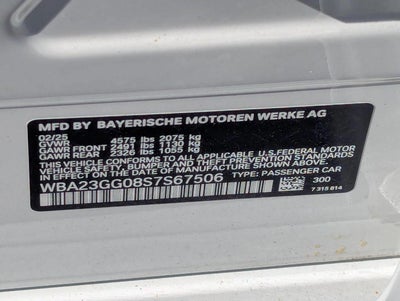 MFD BY BAYERISCHE MOTOREN WERKE AG
02/25
GVWR 4575 lbs 2075 kg
GAWR FRONT 2491 lbs 1130 kg
GAWR REAR 2326 lbs 1055 kg
THIS VEHICLE CONFORMS TO ALL APPLICABLE U.S. FEDERAL MOTOR
VEHICLE SAFETY, BUMPER AND THEFT PREVENTION STANDARDS
IN EFFECT ON THE DATE OF MANUFACTURE SHOWN ABOVE.
TYPE: PASSENGER CAR
WBA23GG08S7S67506
300
7 315 814